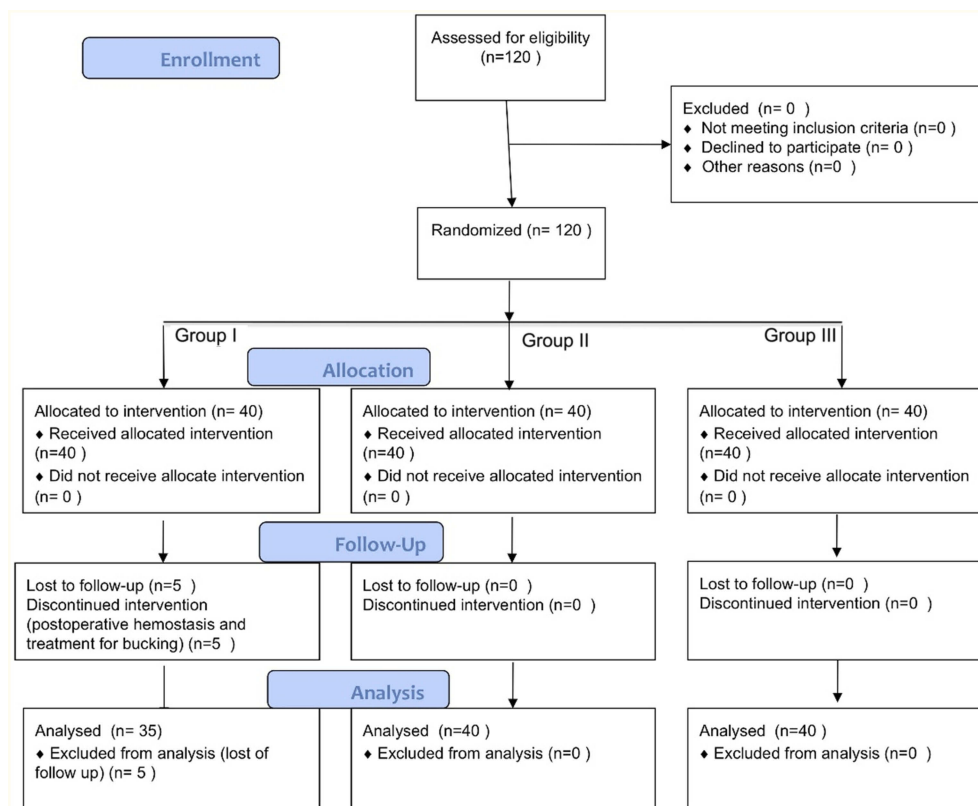 Enrollment
Assessed for eligibility
(n=120 )
Excluded (n= 0 )
♦ Not meeting inclusion criteria (n=0 )
♦ Declined to participate (n= 0 )
♦ Other reasons (n=0 )
Randomized (n= 120 )
Group I
Group II
Group III
Allocation
Allocated to intervention (n= 40)
♦ Received allocated intervention
(n=40)
♦ Did not receive allocate intervention
(n= 0 )
Allocated to intervention (n= 40)
♦ Received allocated intervention
(n=40)
♦ Did not receive allocated intervention
(n= 0 )
Allocated to intervention (n= 40)
♦ Received allocated intervention
(n=40)
♦ Did not receive allocate intervention
(n= 0 )
Follow-Up
Lost to follow-up (n=5 )
Discontinued intervention
(postoperative hemostasis and
treatment for bucking) (n=5 )
Lost to follow-up (n=0 )
Discontinued intervention (n=0 )
Lost to follow-up (n=0 )
Discontinued intervention (n=0 )
Analysis
Analysed (n= 35)
♦ Excluded from analysis (lost of
follow up) (n= 5 )
Analysed (n=40 )
♦ Excluded from analysis (n=0 )
Analysed (n=40 )
♦ Excluded from analysis (n=0 )